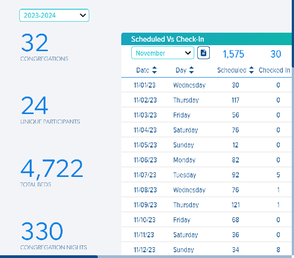 2023-2024
32
CONGREGATIONS
24
UNIQUE PARTICIPANTS
4,722
TOTAL BEDS
330
CONGREGATION NIGHTS
Scheduled Vs Check-In
November 1,575 30
Date Day Scheduled Checked In
11/01/23 Wednesday 30 0
11/02/23 Thursday 117 0
11/03/23 Friday 56 0
11/04/23 Saturday 76 0
11/05/23 Sunday 12 0
11/06/23 Monday 82 0
11/07/23 Tuesday 92 5
11/08/23 Wednesday 76 1
11/09/23 Thursday 121 1
11/10/23 Friday 68 0
11/11/23 Saturday 36 0
11/12/23 Sunday 34 8